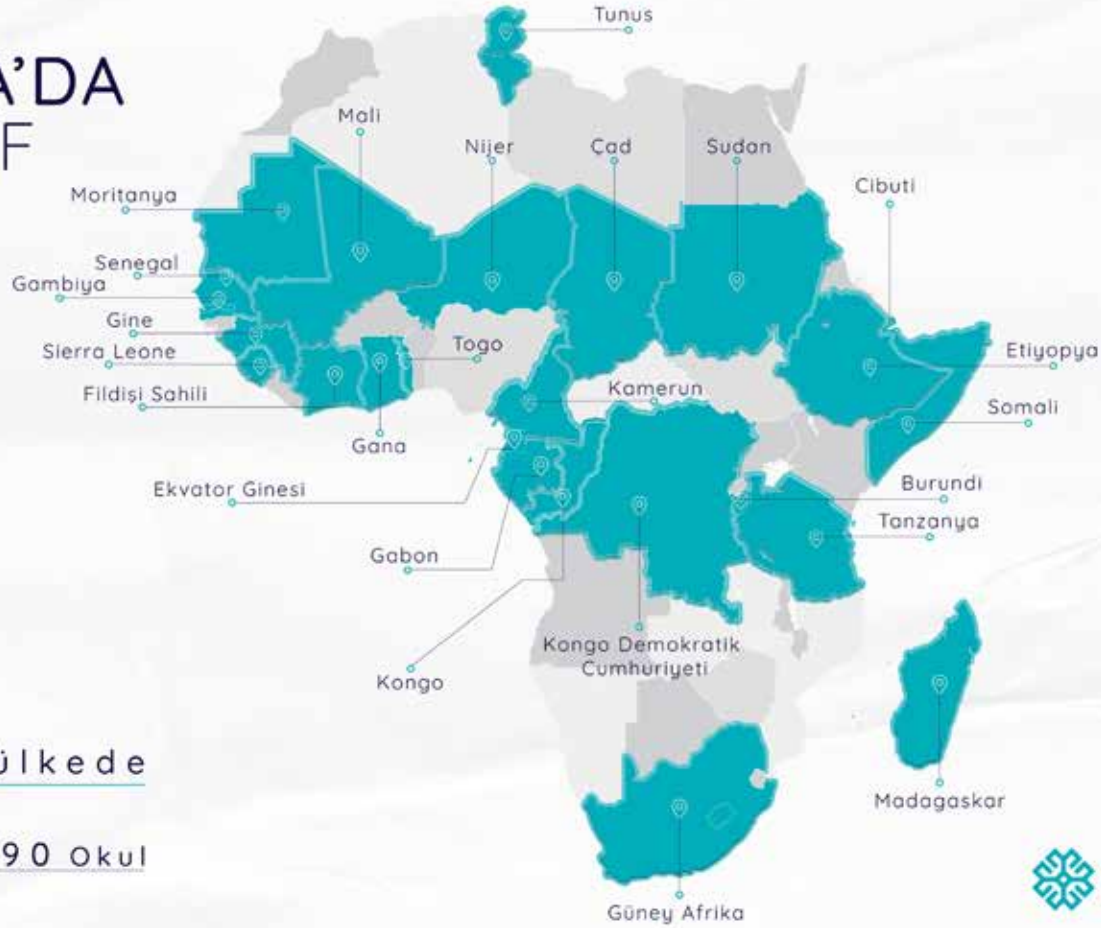 A'DA
F
Tunus
Mali
Nijer
Çad
Sudan
Cibuti
Moritanya
Senegal
Gambiya
Gine
Sierra Leone
Fildişi Sahili
Togo
Kamerun
Etiyopya
Somali
Gana
Ekvator Ginesi
Burundi
Tanzanya
Gabon
Kongo Demokratik
Cumhuriyeti
Kongo
ülkede
Madagaskar
90 Okul
Güney Afrika